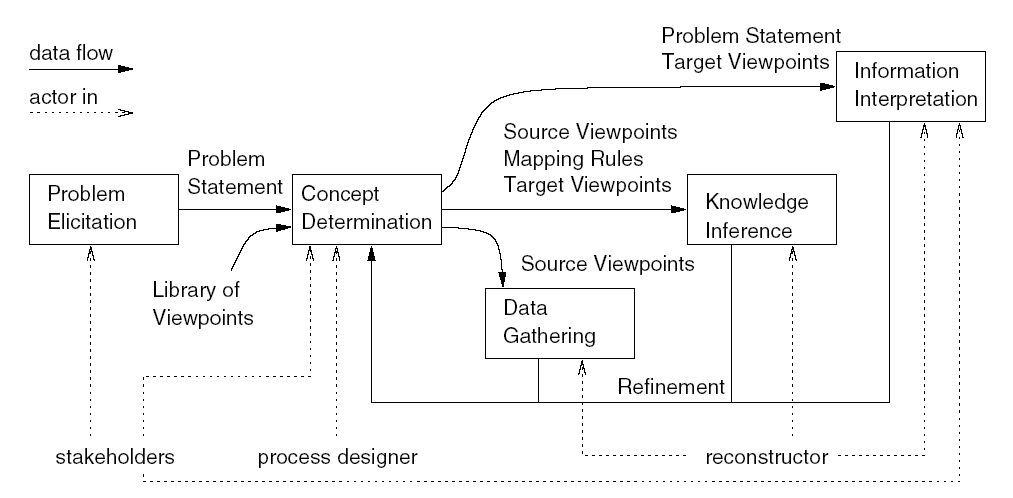 data flow
actor in
Problem Statement
Target Viewpoints
Information
Interpretation
Source Viewpoints
Mapping Rules
Target Viewpoints
Problem
Statement
Problem
Elicitation
Concept
Determination
Knowledge
Inference
Library of
Viewpoints
Source Viewpoints
Data
Gathering
Refinement
stakeholders
process designer
reconstructor